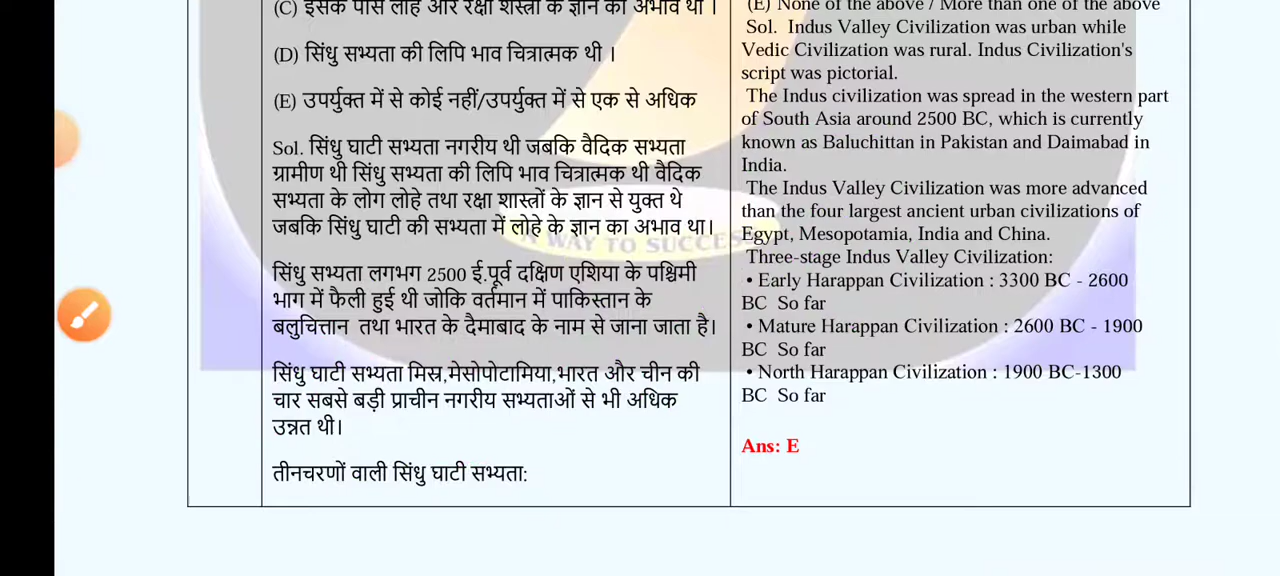 (C) इसके पास लोहे और रक्षा शस्त्रों के ज्ञान का अभाव था ।
(D) सिंधु सभ्यता की लिपि भाव चित्रात्मक थी ।
(E) उपर्युक्त में से कोई नहीं/उपर्युक्त में से एक से अधिक
Sol. सिंधु घाटी सभ्यता नगरीय थी जबकि वैदिक सभ्यता
ग्रामीण थी सिंधु सभ्यता की लिपि भाव चित्रात्मक थी वैदिक
सभ्यता के लोग लोहे तथा रक्षा शास्त्रों के ज्ञान से युक्त थे
जबकि सिंधु घाटी की सभ्यता में लोहे के ज्ञान का अभाव था।
सिंधु सभ्यता लगभग 2500 ई.पूर्व दक्षिण एशिया के पश्चिमी
भाग में फैली हुई थी जोकि वर्तमान में पाकिस्तान के
बलुचित्तान तथा भारत के दैमाबाद के नाम से जाना जाता है।
सिंधु घाटी सभ्यता मिस्र,मेसोपोटामिया,भारत और चीन की
चार सबसे बड़ी प्राचीन नगरीय सभ्यताओं से भी अधिक
उन्नत थी।
तीनचरणों वाली सिंधु घाटी सभ्यता:
(E) None of the above / More than one of the above
Sol. Indus Valley Civilization was urban while
Vedic Civilization was rural. Indus Civilization's
script was pictorial.
The Indus civilization was spread in the western part
of South Asia around 2500 BC, which is currently
known as Baluchittan in Pakistan and Daimabad in
India.
The Indus Valley Civilization was more advanced
than the four largest ancient urban civilizations of
Egypt, Mesopotamia, India and China.
Three-stage Indus Valley Civilization:
• Early Harappan Civilization : 3300 BC - 2600
BC So far
• Mature Harappan Civilization : 2600 BC - 1900
BC So far
• North Harappan Civilization : 1900 BC-1300
BC So far
Ans: E
A WAY TO SUCCESS